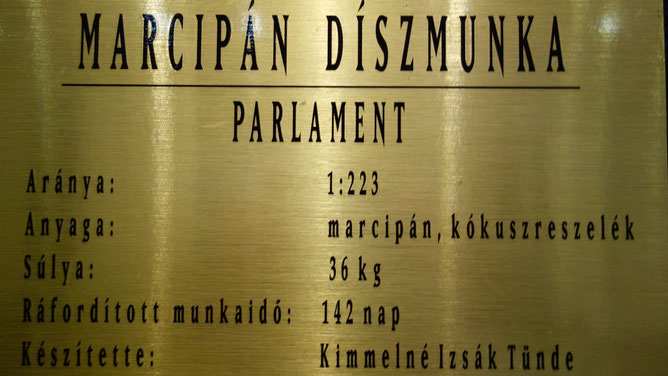 MARCIPÁN DÍSZMUNKA
PARLAMENT
Aránya: 1:223
Anyaga: marcipán, kókuszreszelék
Súlya: 36 kg
Ráfordított munkaidő: 142 nap
Készítette: Kimmelné Izsák Tünde